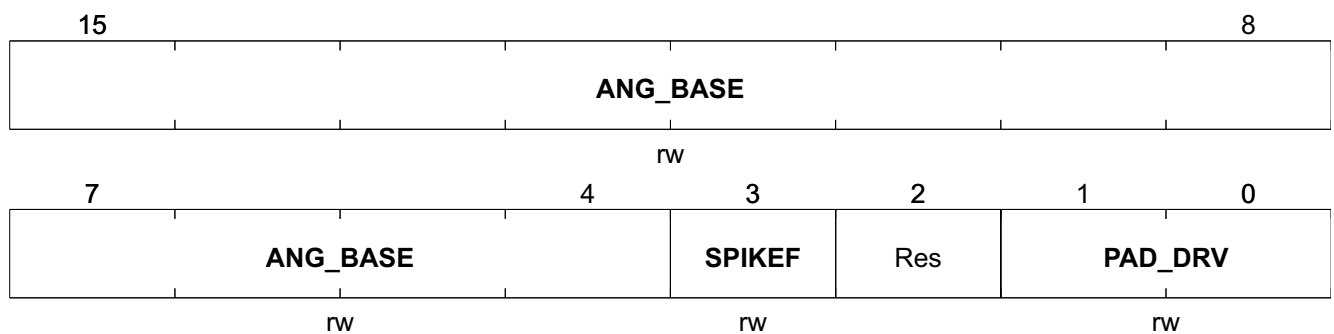 15 8
ANG_BASE
rw
7 4 3 2 1 0
ANG_BASE SPIKEF Res PAD_DRV
rw rw rw